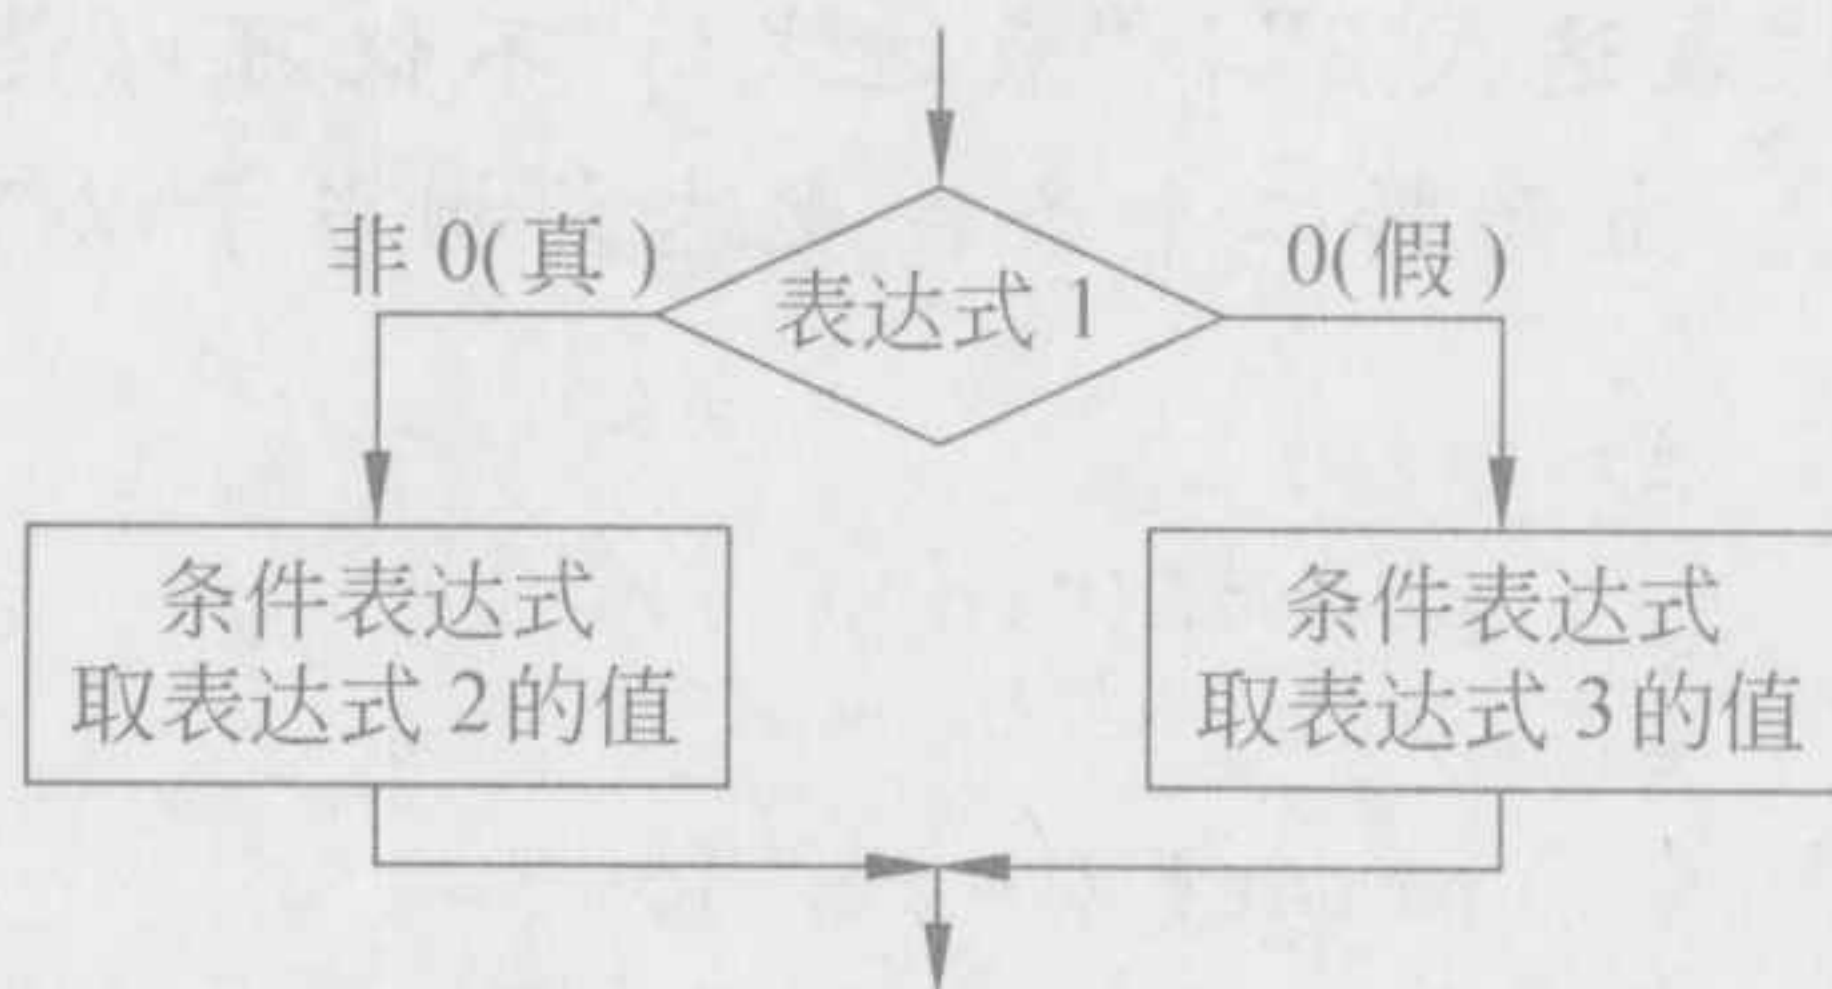 非 0(真)
表达式 1
0(假)
条件表达式
取表达式 2 的值
条件表达式
取表达式 3 的值